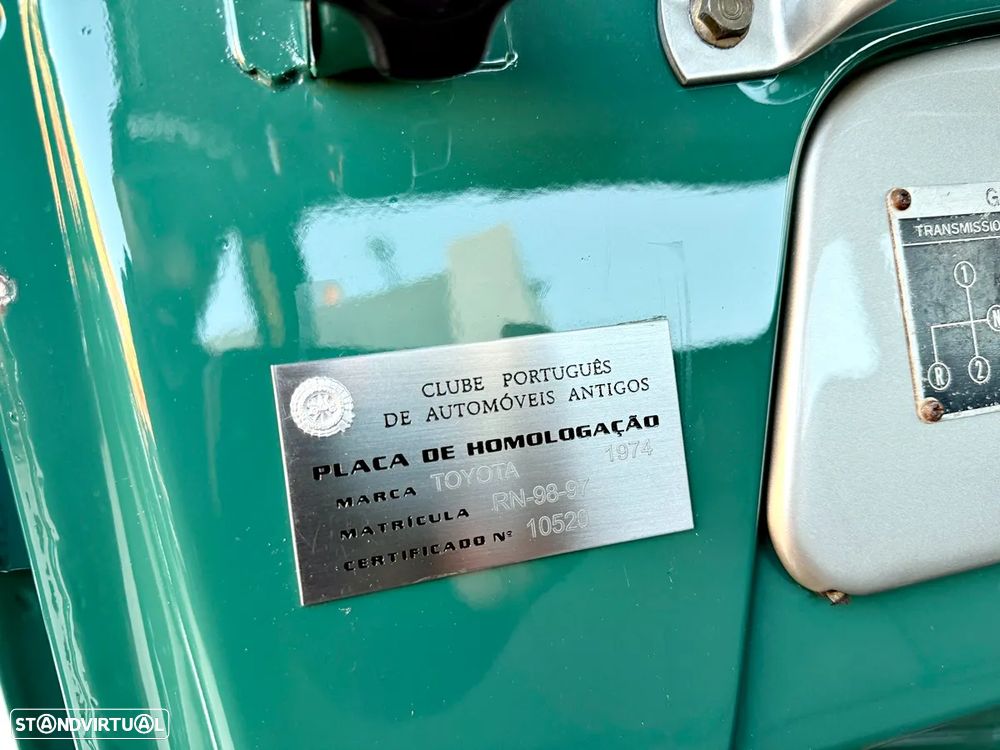 CLUBE PORTUGUÊS
DE AUTOMÓVEIS ANTIGOS
PLACA DE HOMOLOGAÇÃO
MARCA TOYOTA 1974
MATRÍCULA RN-98-97
CERTIFICADO Nº 10520
TRANSMISSIO
1
N
R 2
STANDVIRTUAL